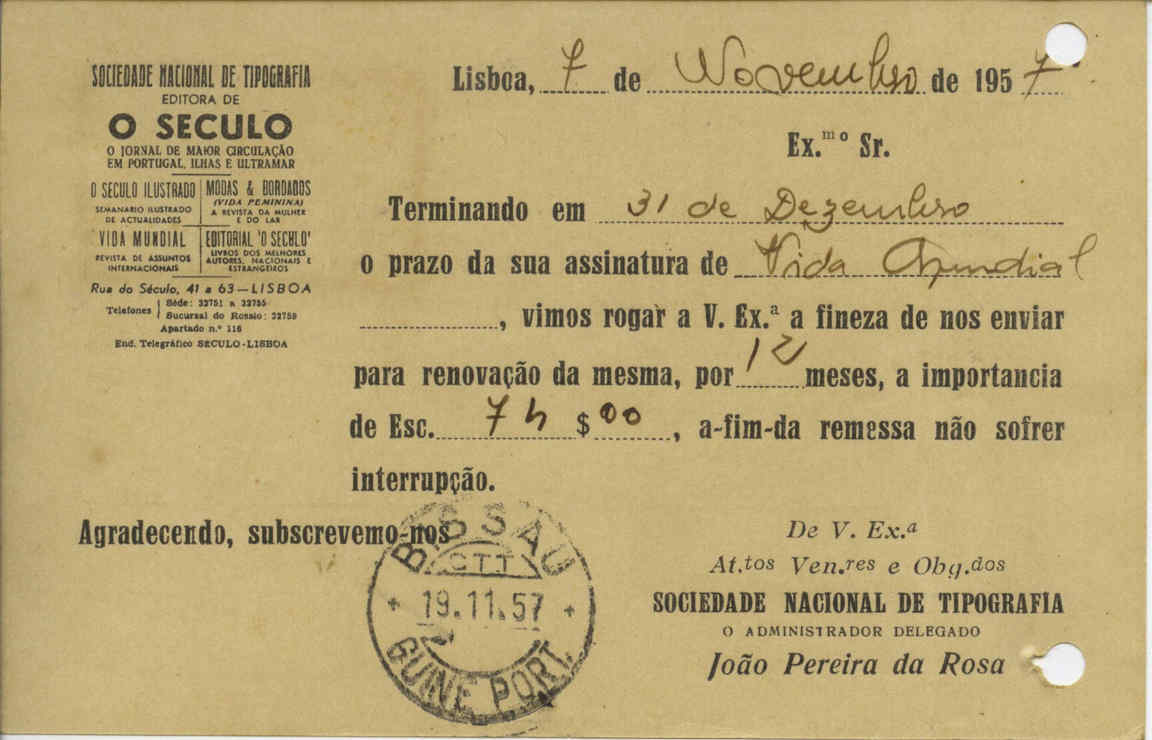 SOCIEDADE NACIONAL DE TIPOGRAFIA
EDITORA DE
O SECULO
O JORNAL DE MAIOR CIRCULAÇÃO
EM PORTUGAL, ILHAS E ULTRAMAR
O SECULO ILUSTRADO
SEMANARIO ILUSTRADO
DE ACTUALIDADES
MODAS & BORDADOS
(VIDA FEMININA)
A REVISTA DA MULHER
E DO LAR
VIDA MUNDIAL
REVISTA DE ASSUNTOS
INTERNACIONAIS
EDITORIAL 'O SECULO'
LIVROS DOS MELHORES
AUTORES, NACIONAIS E
ESTRANGEIROS
Rua do Século, 41 a 63 — LISBOA
Telefones
Séde: 32751 a 32755
Sucursal do Rossio: 32759
Apartado n.º 116
End. Telegráfico SECULO-LISBOA
Lisboa, 7 de Novembro de 1957
Ex.mo Sr.
Terminando em 31 de Dezembro
o prazo da sua assinatura de Vida Mundial
, vimos rogar a V. Ex.ª a fineza de nos enviar
para renovação da mesma, por 12 meses, a importancia
de Esc. $00, a-fim-da remessa não sofrer
interrupção.
Agradecendo, subscrevemo-nos
De V. Ex.ª
At.tos Ven.res e Obg.dos
SOCIEDADE NACIONAL DE TIPOGRAFIA
O ADMINISTRADOR DELEGADO
João Pereira da Rosa
BISSAU
CTT
19.11.57
GUINE PORT.